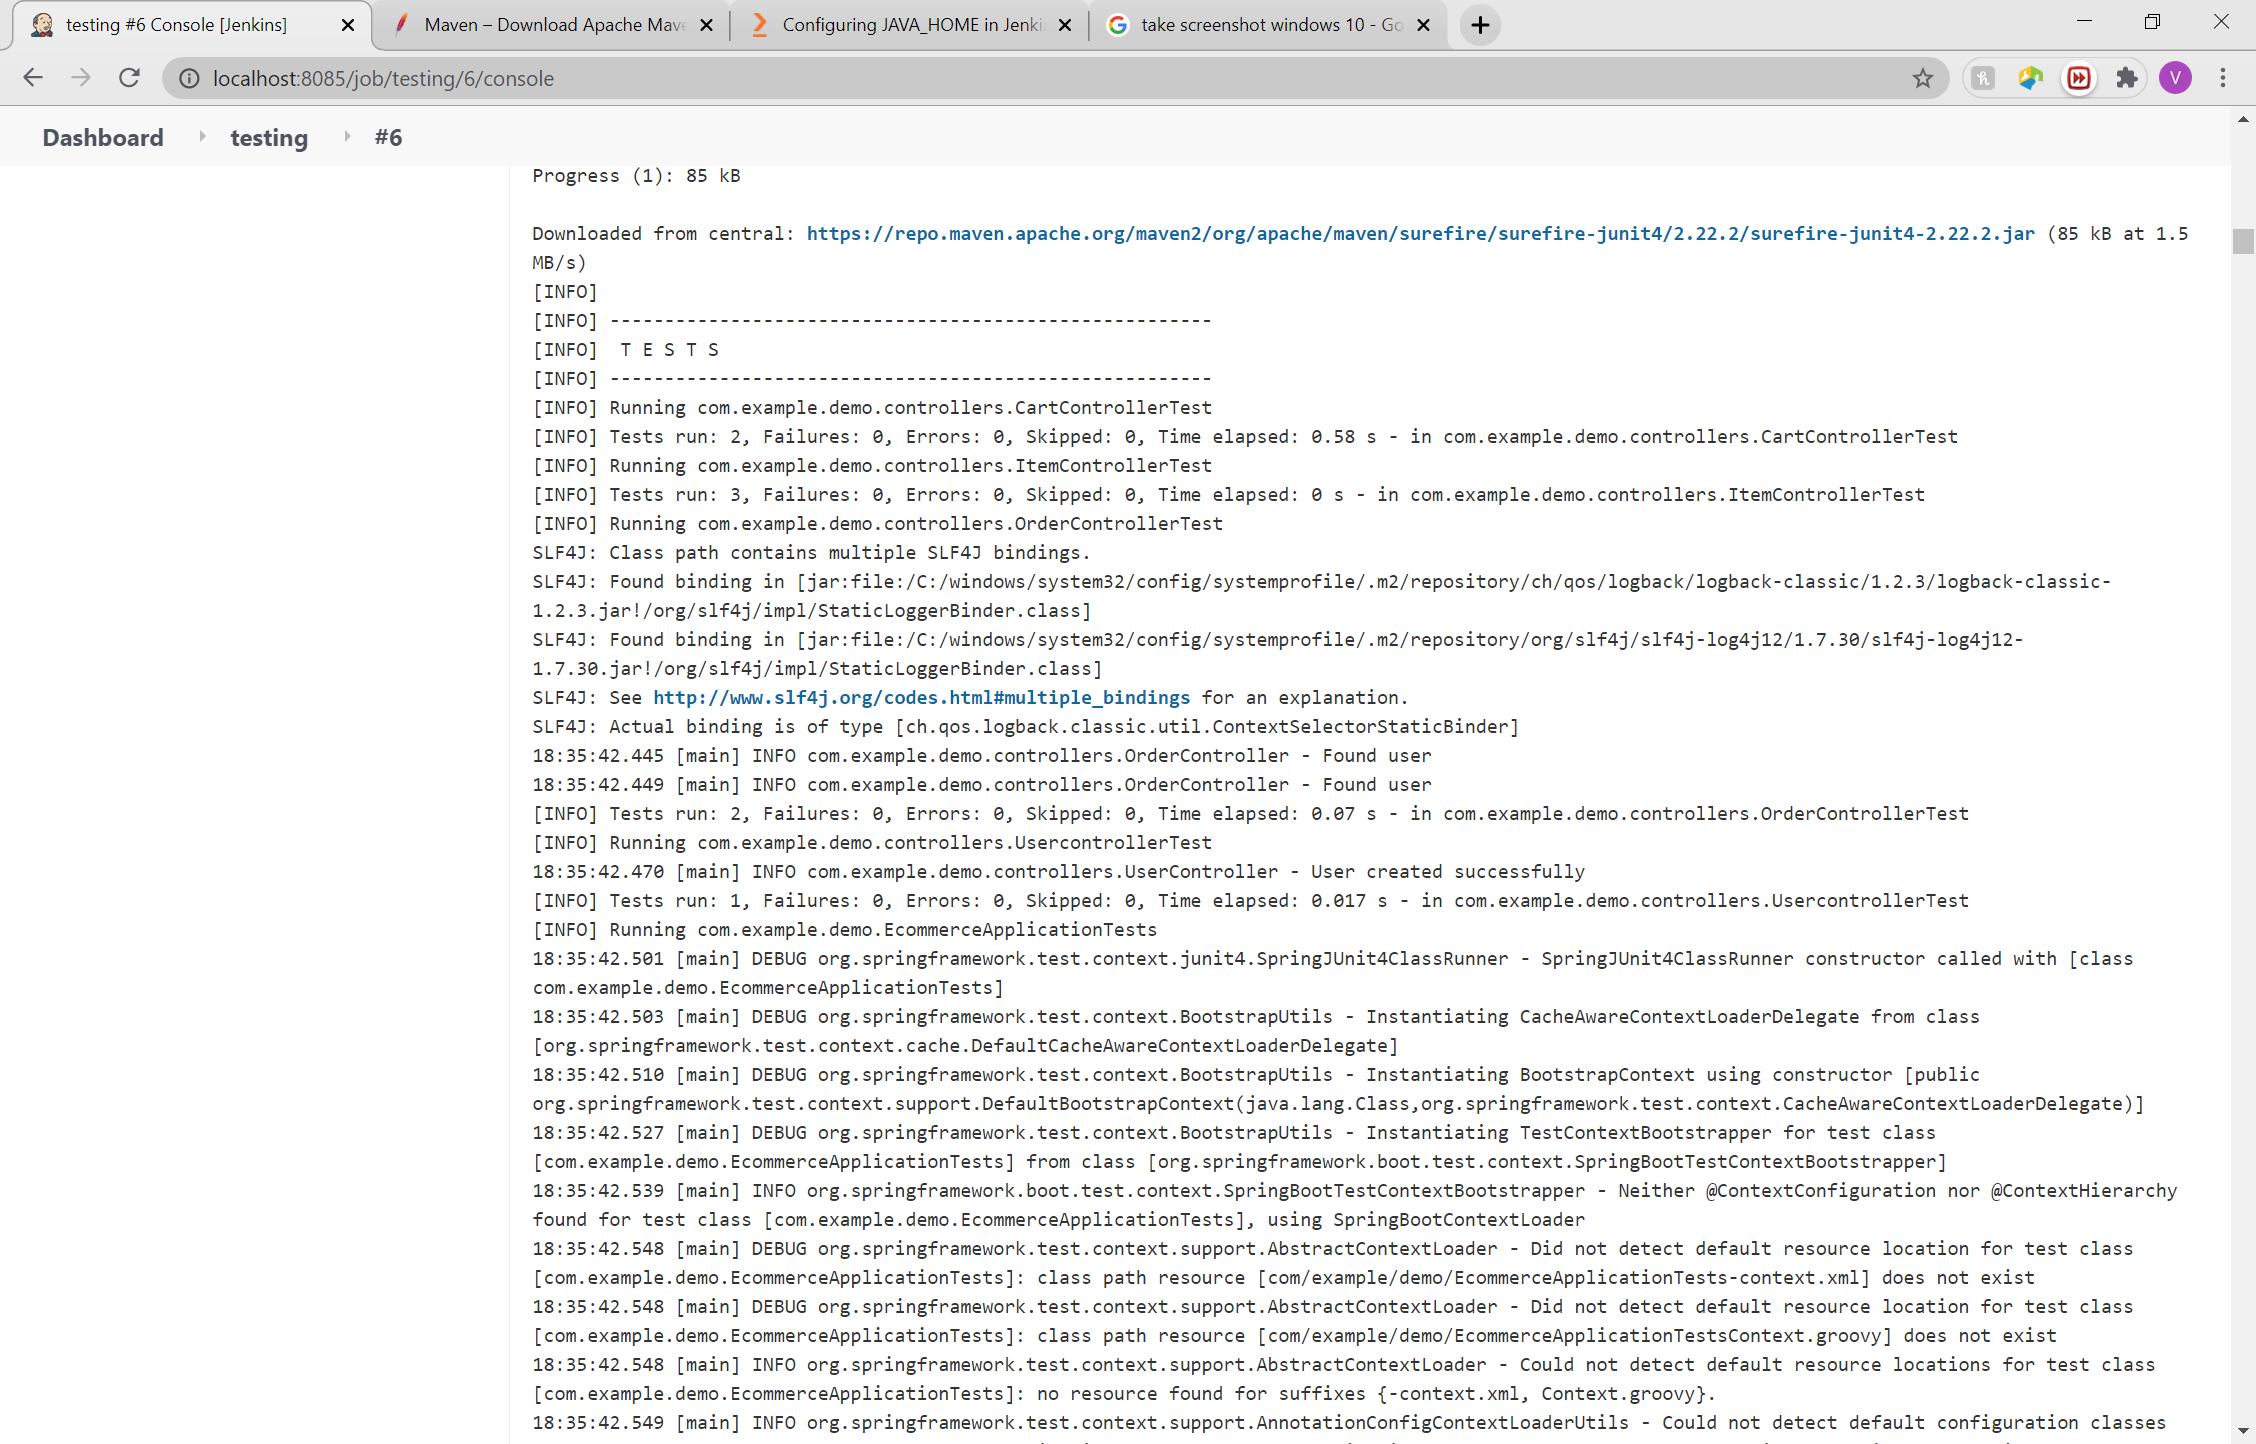 testing #6 Console [Jenkins]
Maven – Download Apache Mave
Configuring JAVA_HOME in Jenki
take screenshot windows 10 - Go
localhost:8085/job/testing/6/console
V
Dashboard
testing
#6
Progress (1): 85 kB
Downloaded from central: https://repo.maven.apache.org/maven2/org/apache/maven/surefire/surefire-junit4/2.22.2/surefire-junit4-2.22.2.jar (85 kB at 1.5
MB/s)
[INFO]
[INFO] -------------------------------------------------------
[INFO]  T E S T S
[INFO] -------------------------------------------------------
[INFO] Running com.example.demo.controllers.CartControllerTest
[INFO] Tests run: 2, Failures: 0, Errors: 0, Skipped: 0, Time elapsed: 0.58 s - in com.example.demo.controllers.CartControllerTest
[INFO] Running com.example.demo.controllers.ItemControllerTest
[INFO] Tests run: 3, Failures: 0, Errors: 0, Skipped: 0, Time elapsed: 0 s - in com.example.demo.controllers.ItemControllerTest
[INFO] Running com.example.demo.controllers.OrderControllerTest
SLF4J: Class path contains multiple SLF4J bindings.
SLF4J: Found binding in [jar:file:/C:/windows/system32/config/systemprofile/.m2/repository/ch/qos/logback/logback-classic/1.2.3/logback-classic-
1.2.3.jar!/org/slf4j/impl/StaticLoggerBinder.class]
SLF4J: Found binding in [jar:file:/C:/windows/system32/config/systemprofile/.m2/repository/org/slf4j/slf4j-log4j12/1.7.30/slf4j-log4j12-
1.7.30.jar!/org/slf4j/impl/StaticLoggerBinder.class]
SLF4J: See http://www.slf4j.org/codes.html#multiple_bindings for an explanation.
SLF4J: Actual binding is of type [ch.qos.logback.classic.util.ContextSelectorStaticBinder]
18:35:42.445 [main] INFO com.example.demo.controllers.OrderController - Found user
18:35:42.449 [main] INFO com.example.demo.controllers.OrderController - Found user
[INFO] Tests run: 2, Failures: 0, Errors: 0, Skipped: 0, Time elapsed: 0.07 s - in com.example.demo.controllers.OrderControllerTest
[INFO] Running com.example.demo.controllers.UsercontrollerTest
18:35:42.470 [main] INFO com.example.demo.controllers.UserController - User created successfully
[INFO] Tests run: 1, Failures: 0, Errors: 0, Skipped: 0, Time elapsed: 0.017 s - in com.example.demo.controllers.UsercontrollerTest
[INFO] Running com.example.demo.EcommerceApplicationTests
18:35:42.501 [main] DEBUG org.springframework.test.context.junit4.SpringJUnit4ClassRunner - SpringJUnit4ClassRunner constructor called with [class
com.example.demo.EcommerceApplicationTests]
18:35:42.503 [main] DEBUG org.springframework.test.context.BootstrapUtils - Instantiating CacheAwareContextLoaderDelegate from class
[org.springframework.test.context.cache.DefaultCacheAwareContextLoaderDelegate]
18:35:42.510 [main] DEBUG org.springframework.test.context.BootstrapUtils - Instantiating BootstrapContext using constructor [public
org.springframework.test.context.support.DefaultBootstrapContext(java.lang.Class,org.springframework.test.context.CacheAwareContextLoaderDelegate)]
18:35:42.527 [main] DEBUG org.springframework.test.context.BootstrapUtils - Instantiating TestContextBootstrapper for test class
[com.example.demo.EcommerceApplicationTests] from class [org.springframework.boot.test.context.SpringBootTestContextBootstrapper]
18:35:42.539 [main] INFO org.springframework.boot.test.context.SpringBootTestContextBootstrapper - Neither @ContextConfiguration nor @ContextHierarchy
found for test class [com.example.demo.EcommerceApplicationTests], using SpringBootContextLoader
18:35:42.548 [main] DEBUG org.springframework.test.context.support.AbstractContextLoader - Did not detect default resource location for test class
[com.example.demo.EcommerceApplicationTests]: class path resource [com/example/demo/EcommerceApplicationTests-context.xml] does not exist
18:35:42.548 [main] DEBUG org.springframework.test.context.support.AbstractContextLoader - Did not detect default resource location for test class
[com.example.demo.EcommerceApplicationTests]: class path resource [com/example/demo/EcommerceApplicationTestsContext.groovy] does not exist
18:35:42.548 [main] INFO org.springframework.test.context.support.AbstractContextLoader - Could not detect default resource locations for test class
[com.example.demo.EcommerceApplicationTests]: no resource found for suffixes {-context.xml, Context.groovy}.
18:35:42.549 [main] INFO org.springframework.test.context.support.AnnotationConfigContextLoaderUtils - Could not detect default configuration classes